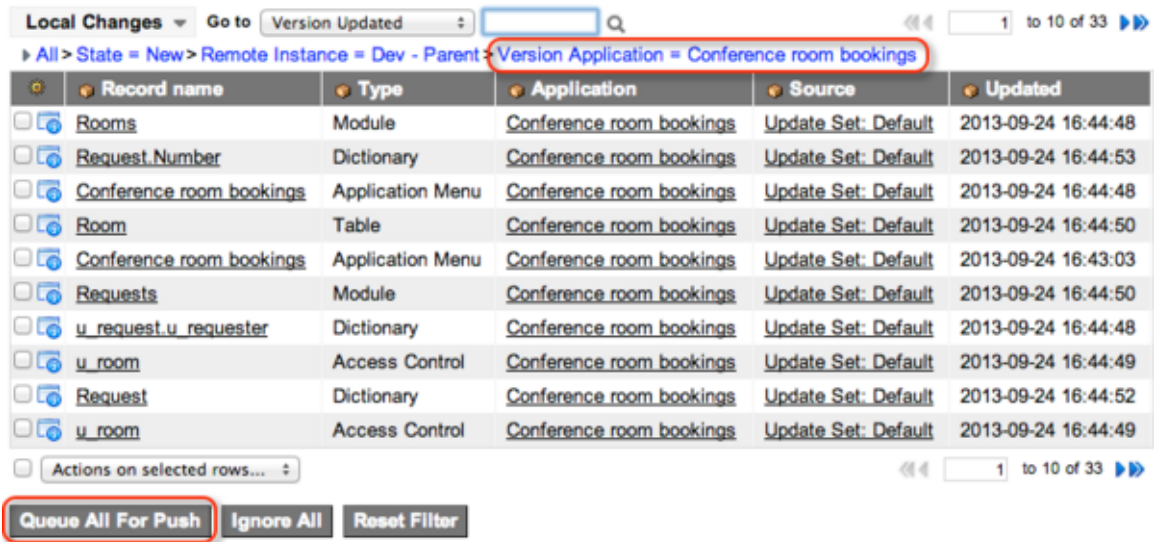 Local Changes Go to Version Updated 1 to 10 of 33
All > State = New > Remote Instance = Dev - Parent > Version Application = Conference room bookings
Record name Type Application Source Updated
Rooms Module Conference room bookings Update Set: Default 2013-09-24 16:44:48
Request.Number Dictionary Conference room bookings Update Set: Default 2013-09-24 16:44:53
Conference room bookings Application Menu Conference room bookings Update Set: Default 2013-09-24 16:44:48
Room Table Conference room bookings Update Set: Default 2013-09-24 16:44:50
Conference room bookings Application Menu Conference room bookings Update Set: Default 2013-09-24 16:43:03
Requests Module Conference room bookings Update Set: Default 2013-09-24 16:44:50
u_request.u_requester Dictionary Conference room bookings Update Set: Default 2013-09-24 16:44:48
u_room Access Control Conference room bookings Update Set: Default 2013-09-24 16:44:49
Request Dictionary Conference room bookings Update Set: Default 2013-09-24 16:44:52
u_room Access Control Conference room bookings Update Set: Default 2013-09-24 16:44:49
Actions on selected rows... 1 to 10 of 33
Queue All For Push Ignore All Reset Filter